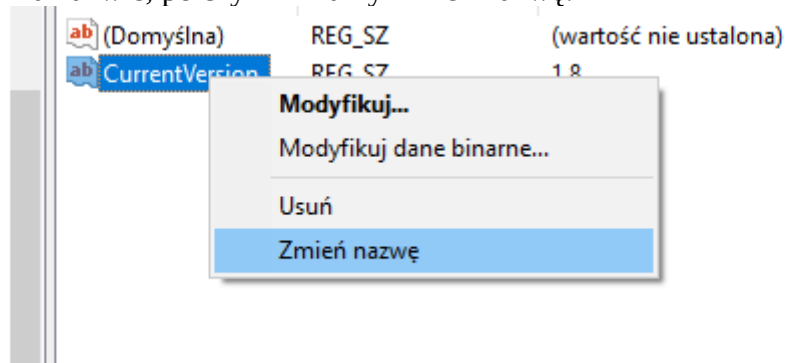 (Domyślna) REG_SZ (wartość nie ustalona)
CurrentVersion REG_SZ 1.8
Modyfikuj...
Modyfikuj dane binarne...
Usuń
Zmień nazwę